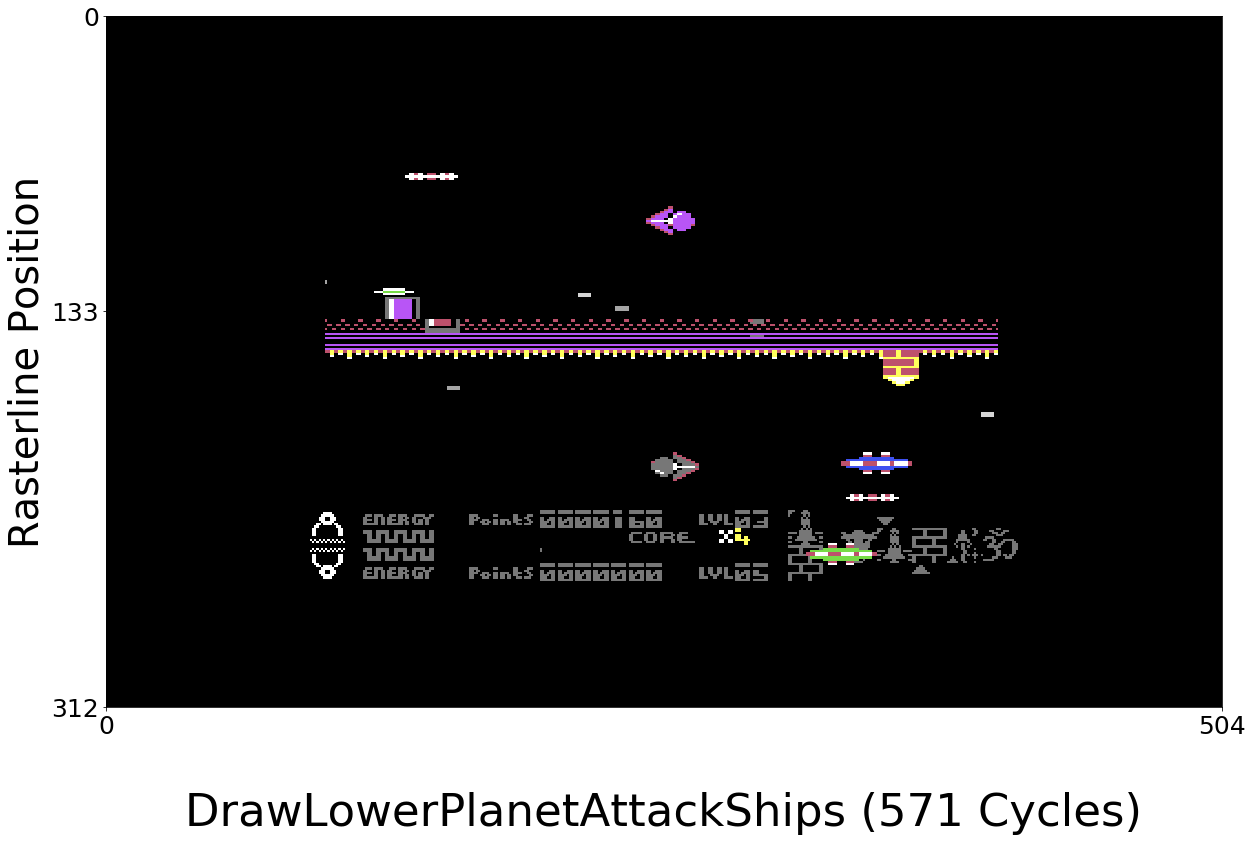 0
Rasterline Position
133
ENERGY Points 0000160 LVL03
CORE 4
ENERGY Points 0000000 LVL05
ॐ
312
0 504
DrawLowerPlanetAttackShips (571 Cycles)